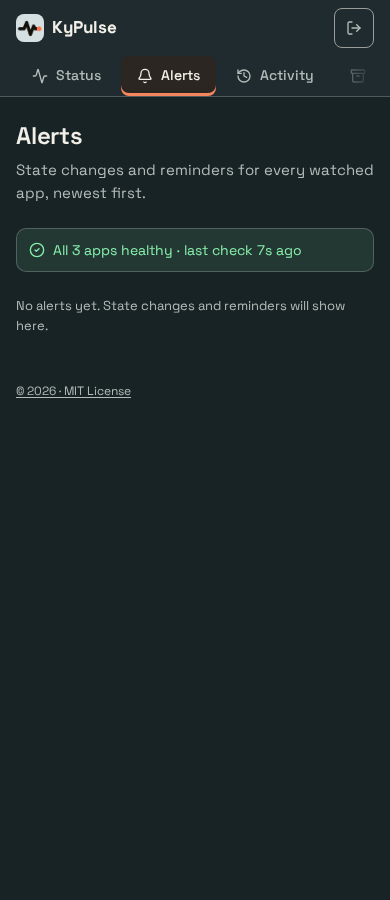 KyPulse
Status Alerts Activity
Alerts
State changes and reminders for every watched
app, newest first.
All 3 apps healthy · last check 7s ago
No alerts yet. State changes and reminders will show
here.
© 2026 · MIT License